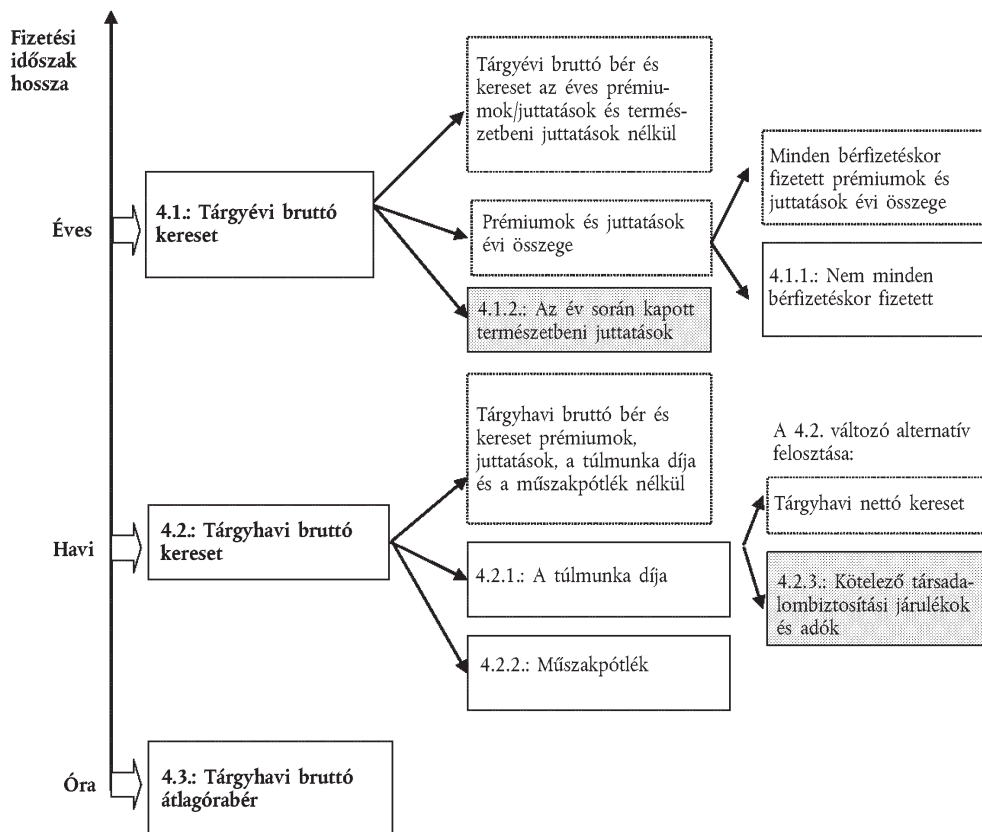 Fizetési
időszak
hossza
Tárgyévi bruttó bér és
kereset az éves prémiu-
mok/juttatások és termé-
szetbeni juttatások nélkül
Minden bérfizetéskor
fizetett prémiumok és
juttatások évi összege
Éves
4.1.: Tárgyévi bruttó
kereset
Prémiumok és juttatások
évi összege
4.1.1.: Nem minden
bérfizetéskor fizetett
4.1.2.: Az év során kapott
természetbeni juttatások
Tárgyhavi bruttó bér és
kereset prémiumok,
juttatások, a túlmunka díja
és a műszakpótlék nélkül
A 4.2. változó alternatív
felosztása:
Tárgyhavi nettó kereset
Havi
4.2.: Tárgyhavi bruttó
kereset
4.2.1.: A túlmunka díja
4.2.3.: Kötelező társada-
lombiztosítási járulékok
és adók
4.2.2.: Műszakpótlék
Óra
4.3.: Tárgyhavi bruttó
átlagórabér